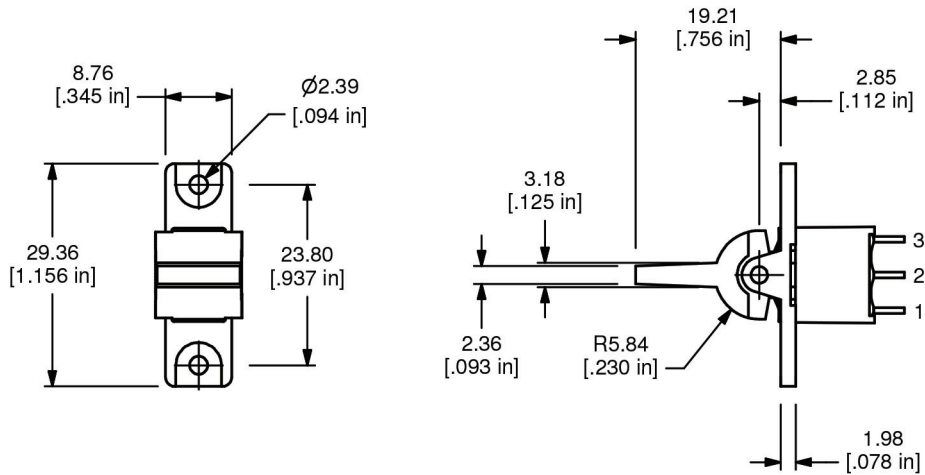 8.76
[.345 in]
Ø2.39
[.094 in]
29.36
[1.156 in]
23.80
[.937 in]
19.21
[.756 in]
2.85
[.112 in]
3.18
[.125 in]
2.36
[.093 in]
R5.84
[.230 in]
3
2
1
1.98
[.078 in]